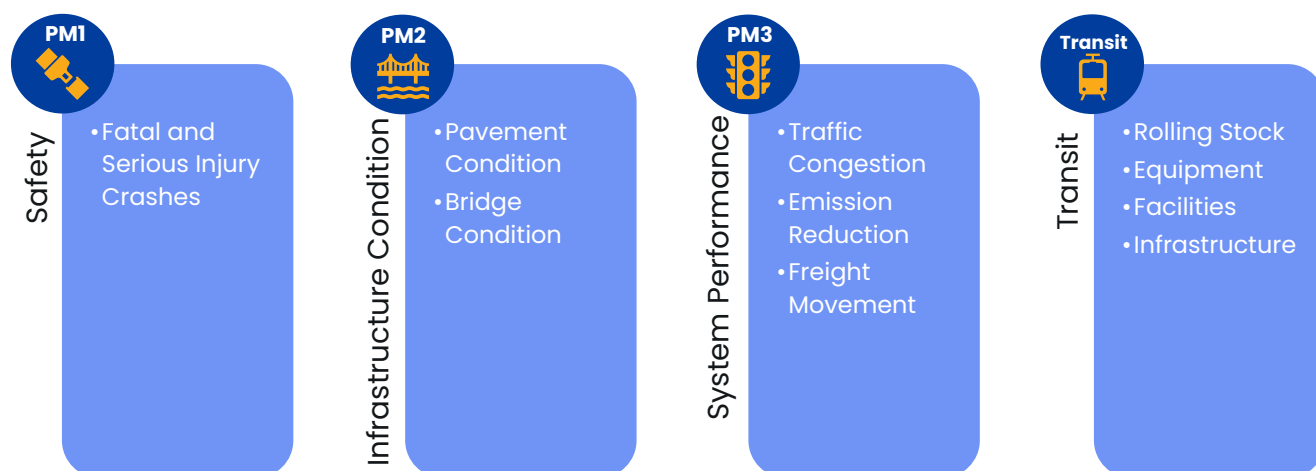 PM1
Safety
•Fatal and
Serious Injury
Crashes
PM2
Infrastructure Condition
•Pavement
Condition
•Bridge
Condition
PM3
System Performance
•Traffic
Congestion
•Emission
Reduction
•Freight
Movement
Transit
Transit
•Rolling Stock
•Equipment
•Facilities
•Infrastructure